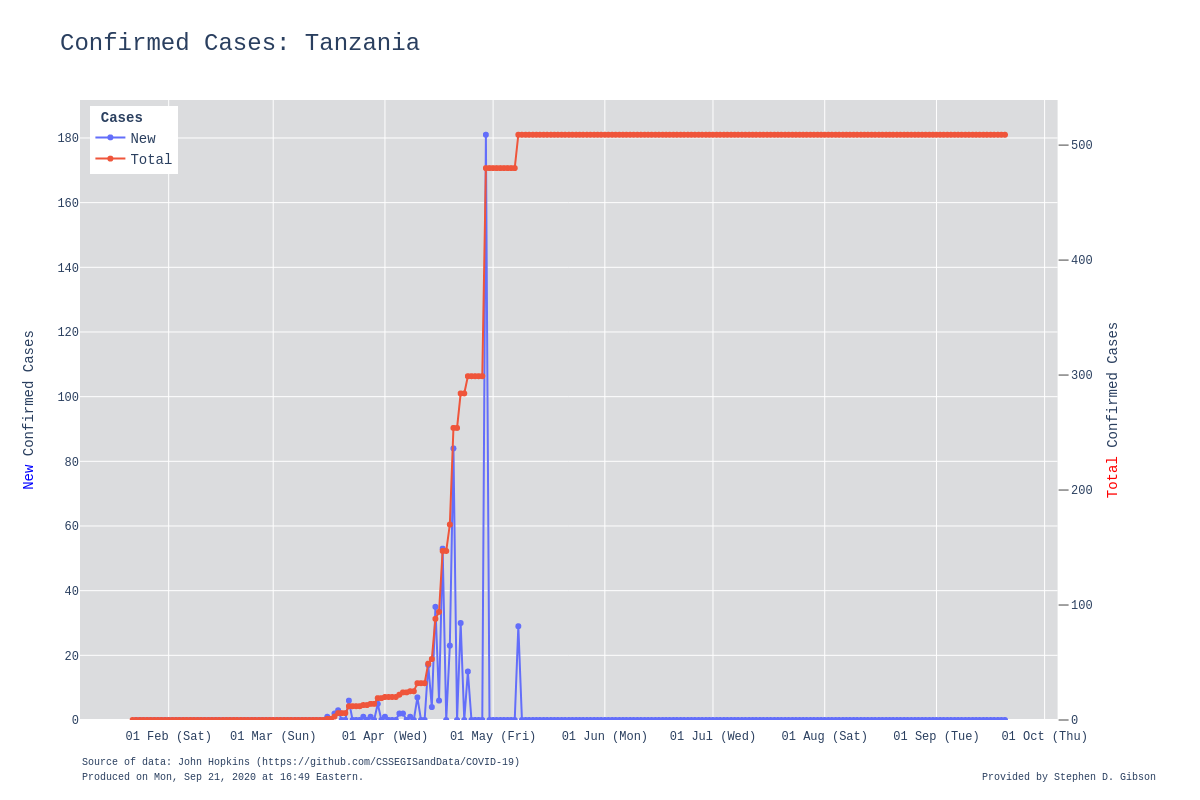 Confirmed Cases: Tanzania
Cases
New
Total
180
160
140
120
100
80
60
40
20
0
500
400
300
200
100
0
New Confirmed Cases
Total Confirmed Cases
01 Feb (Sat) 01 Mar (Sun) 01 Apr (Wed) 01 May (Fri) 01 Jun (Mon) 01 Jul (Wed) 01 Aug (Sat) 01 Sep (Tue) 01 Oct (Thu)
Source of data: John Hopkins (https://github.com/CSSEGISandData/COVID-19)
Produced on Mon, Sep 21, 2020 at 16:49 Eastern.
Provided by Stephen D. Gibson